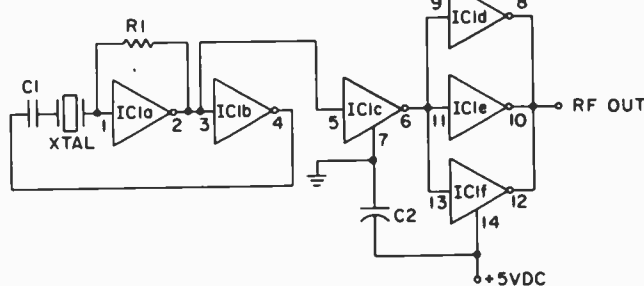 R1
C1
XTAL
1
IC1a
2
3
IC1b
4
5
IC1c
6
7
C2
9
IC1d
8
11
IC1e
10
RF OUT
13
IC1f
12
14
+5VDC